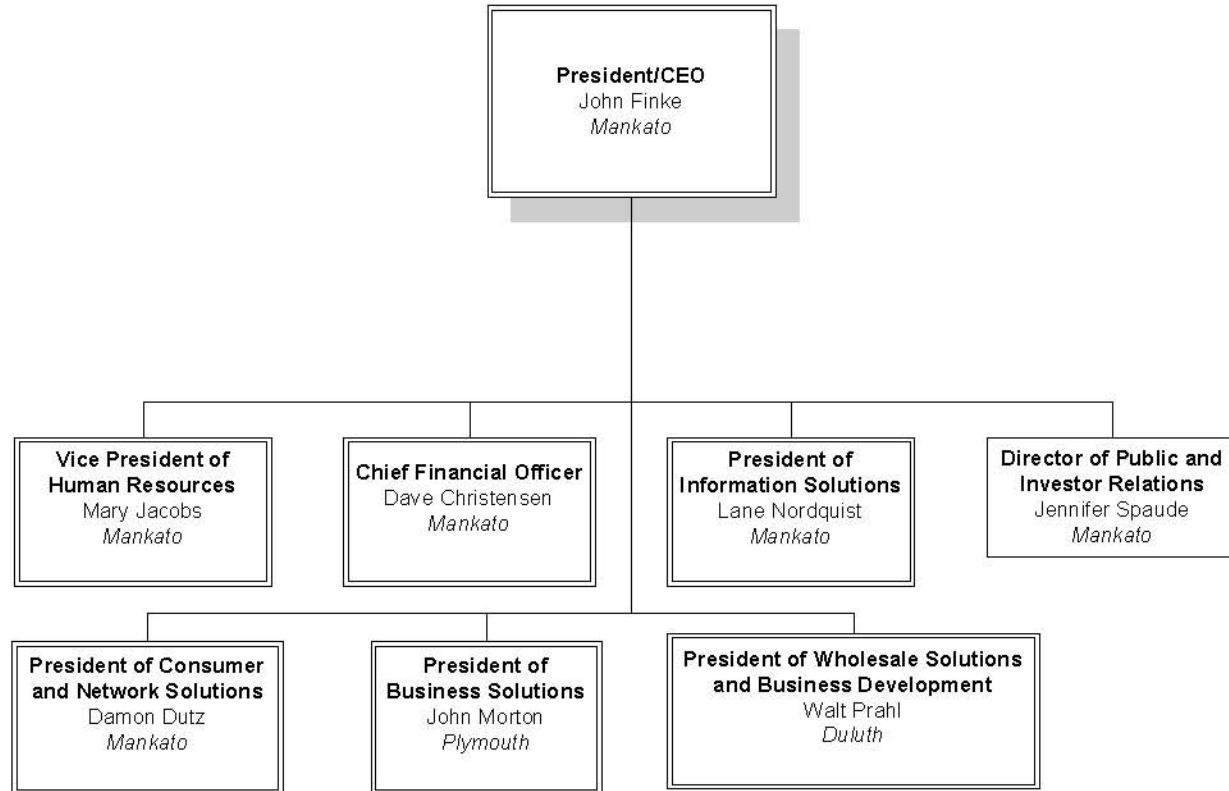 President/CEO
John Finke
Mankato
Vice President of
Human Resources
Mary Jacobs
Mankato
Chief Financial Officer
Dave Christensen
Mankato
President of
Information Solutions
Lane Nordquist
Mankato
Director of Public and
Investor Relations
Jennifer Spaude
Mankato
President of Consumer
and Network Solutions
Damon Dutz
Mankato
President of
Business Solutions
John Morton
Plymouth
President of Wholesale Solutions
and Business Development
Walt Prahl
Duluth